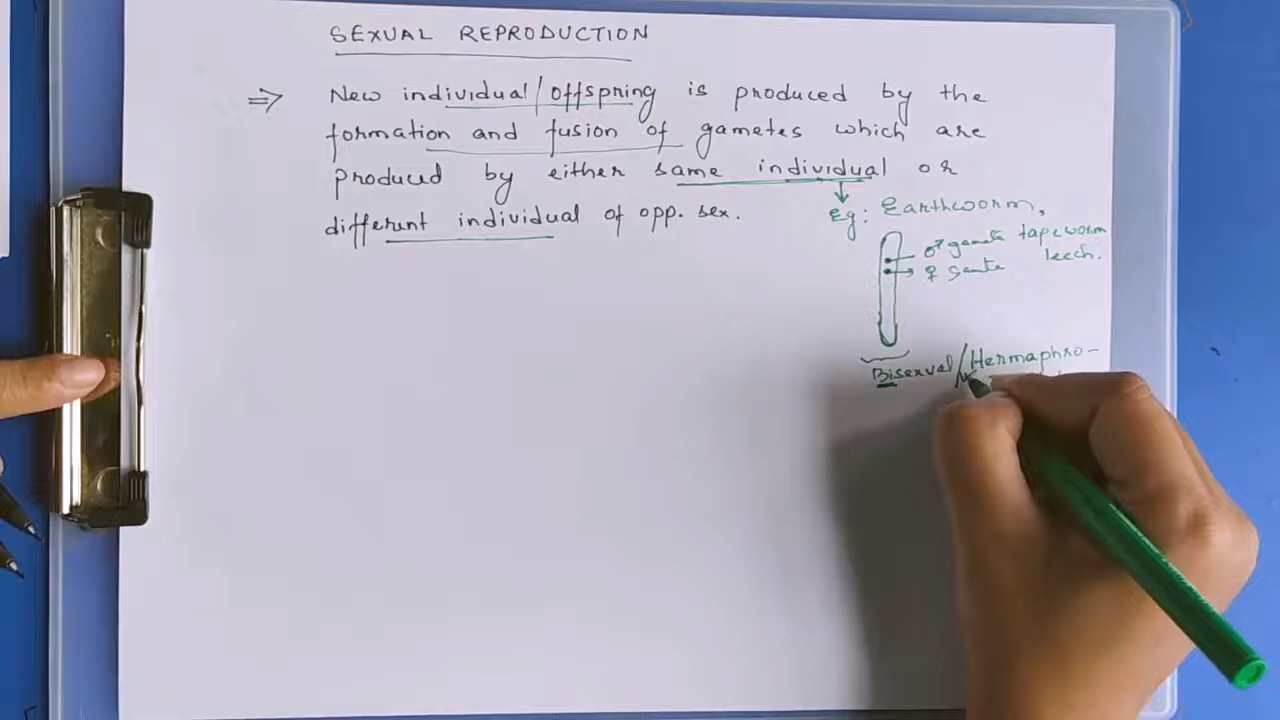 SEXUAL REPRODUCTION
⇒ New individual/offspring is produced by the
formation and fusion of gametes which are
produced by either same individual or
different individual of opp. sex.
Eg: Earthworm,
tapeworm
leech.
♂ gamete
♀ gamete
Bisexual/Hermaphro-